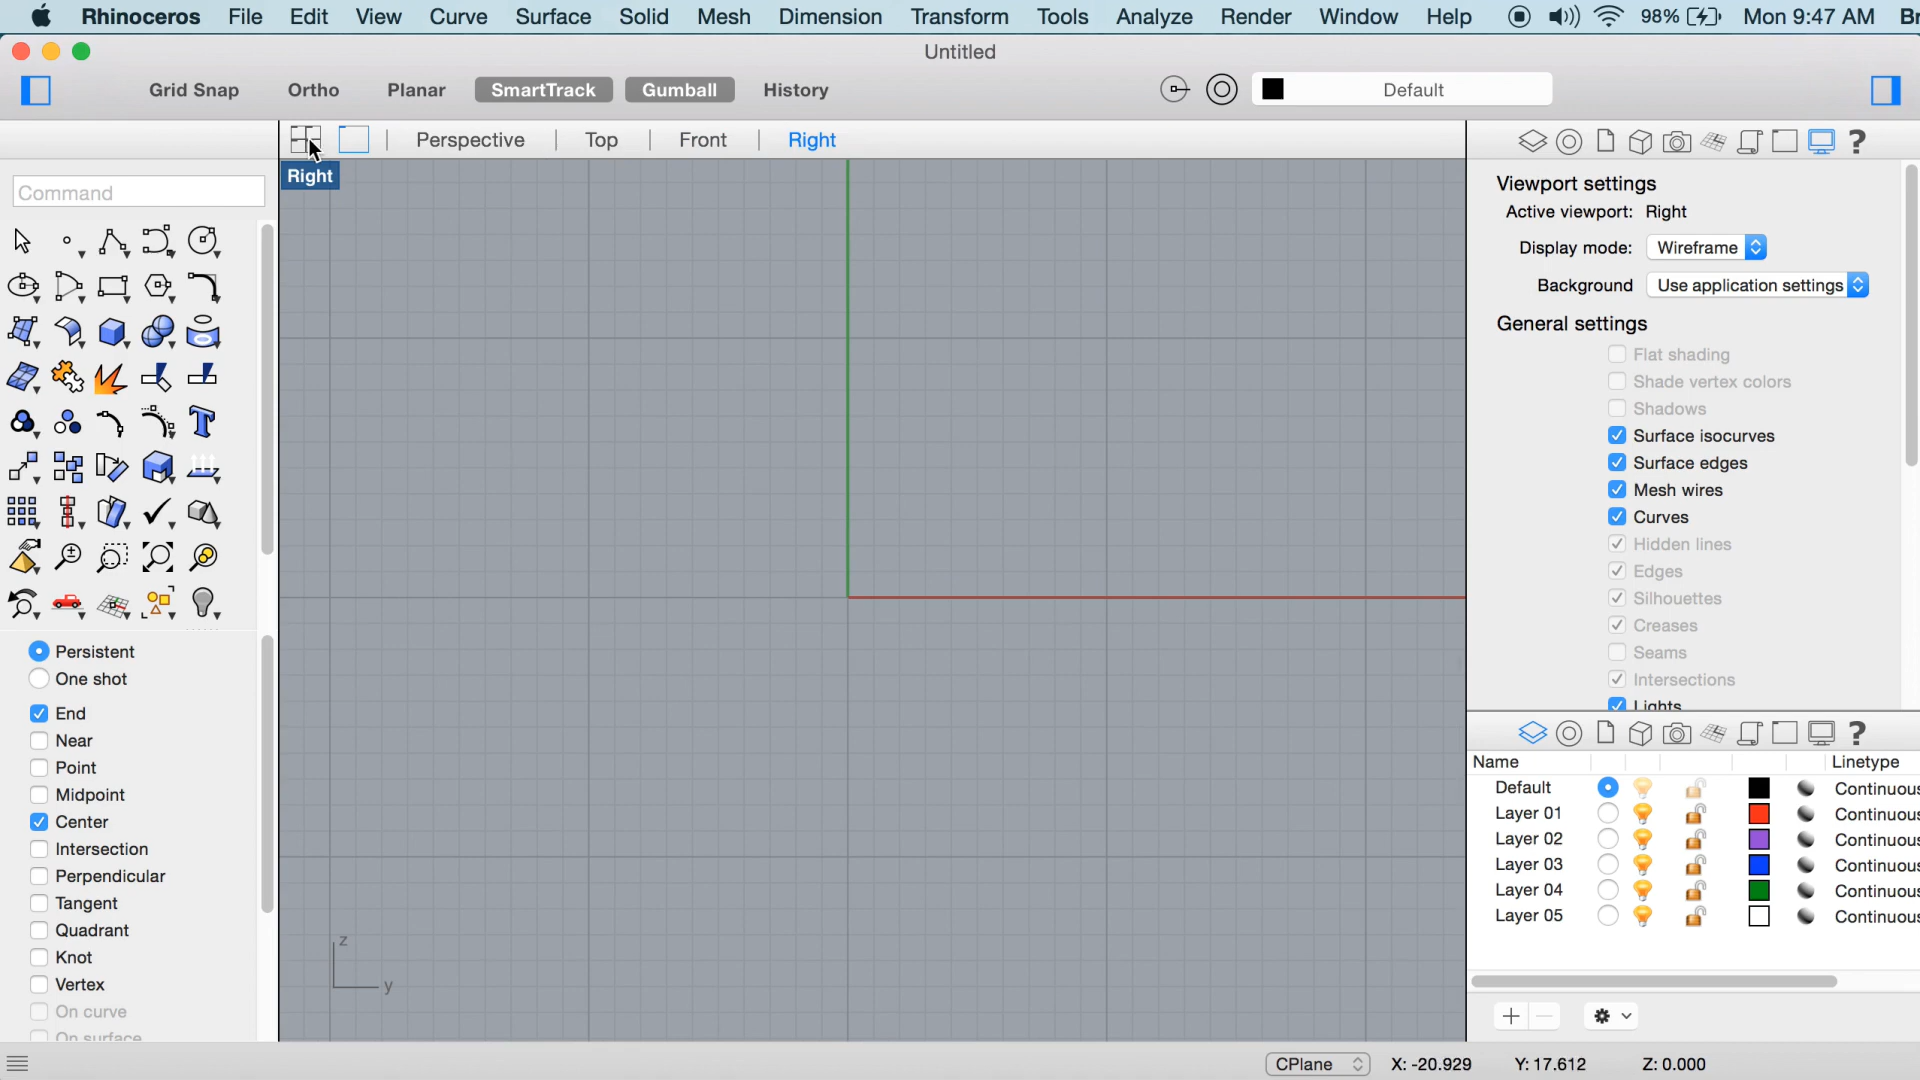 Rhinoceros File Edit View Curve Surface Solid Mesh Dimension Transform Tools Analyze Render Window Help 98% Mon 9:47 AM
Untitled
Grid Snap Ortho Planar SmartTrack Gumball History Default
Perspective Top Front Right
Right
Command
Viewport settings
Active viewport: Right
Display mode: Wireframe
Background Use application settings
General settings
Flat shading
Shade vertex colors
Shadows
Surface isocurves
Surface edges
Mesh wires
Curves
Hidden lines
Edges
Silhouettes
Creases
Seams
Intersections
Lights
Persistent
One shot
End
Near
Point
Midpoint
Center
Intersection
Perpendicular
Tangent
Quadrant
Knot
Vertex
On curve
On surface
z
y
Name Linetype
Default Continuous
Layer 01 Continuous
Layer 02 Continuous
Layer 03 Continuous
Layer 04 Continuous
Layer 05 Continuous
CPlane X: -20.929 Y: 17.612 Z: 0.000